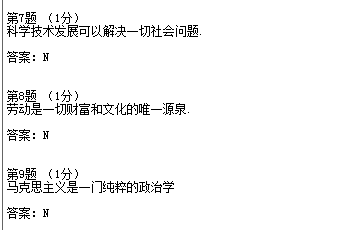 第7题 （1分）
科学技术发展可以解决一切社会问题.
答案：N
第8题 （1分）
劳动是一切财富和文化的唯一源泉.
答案：N
第9题 （1分）
马克思主义是一门纯粹的政治学
答案：N